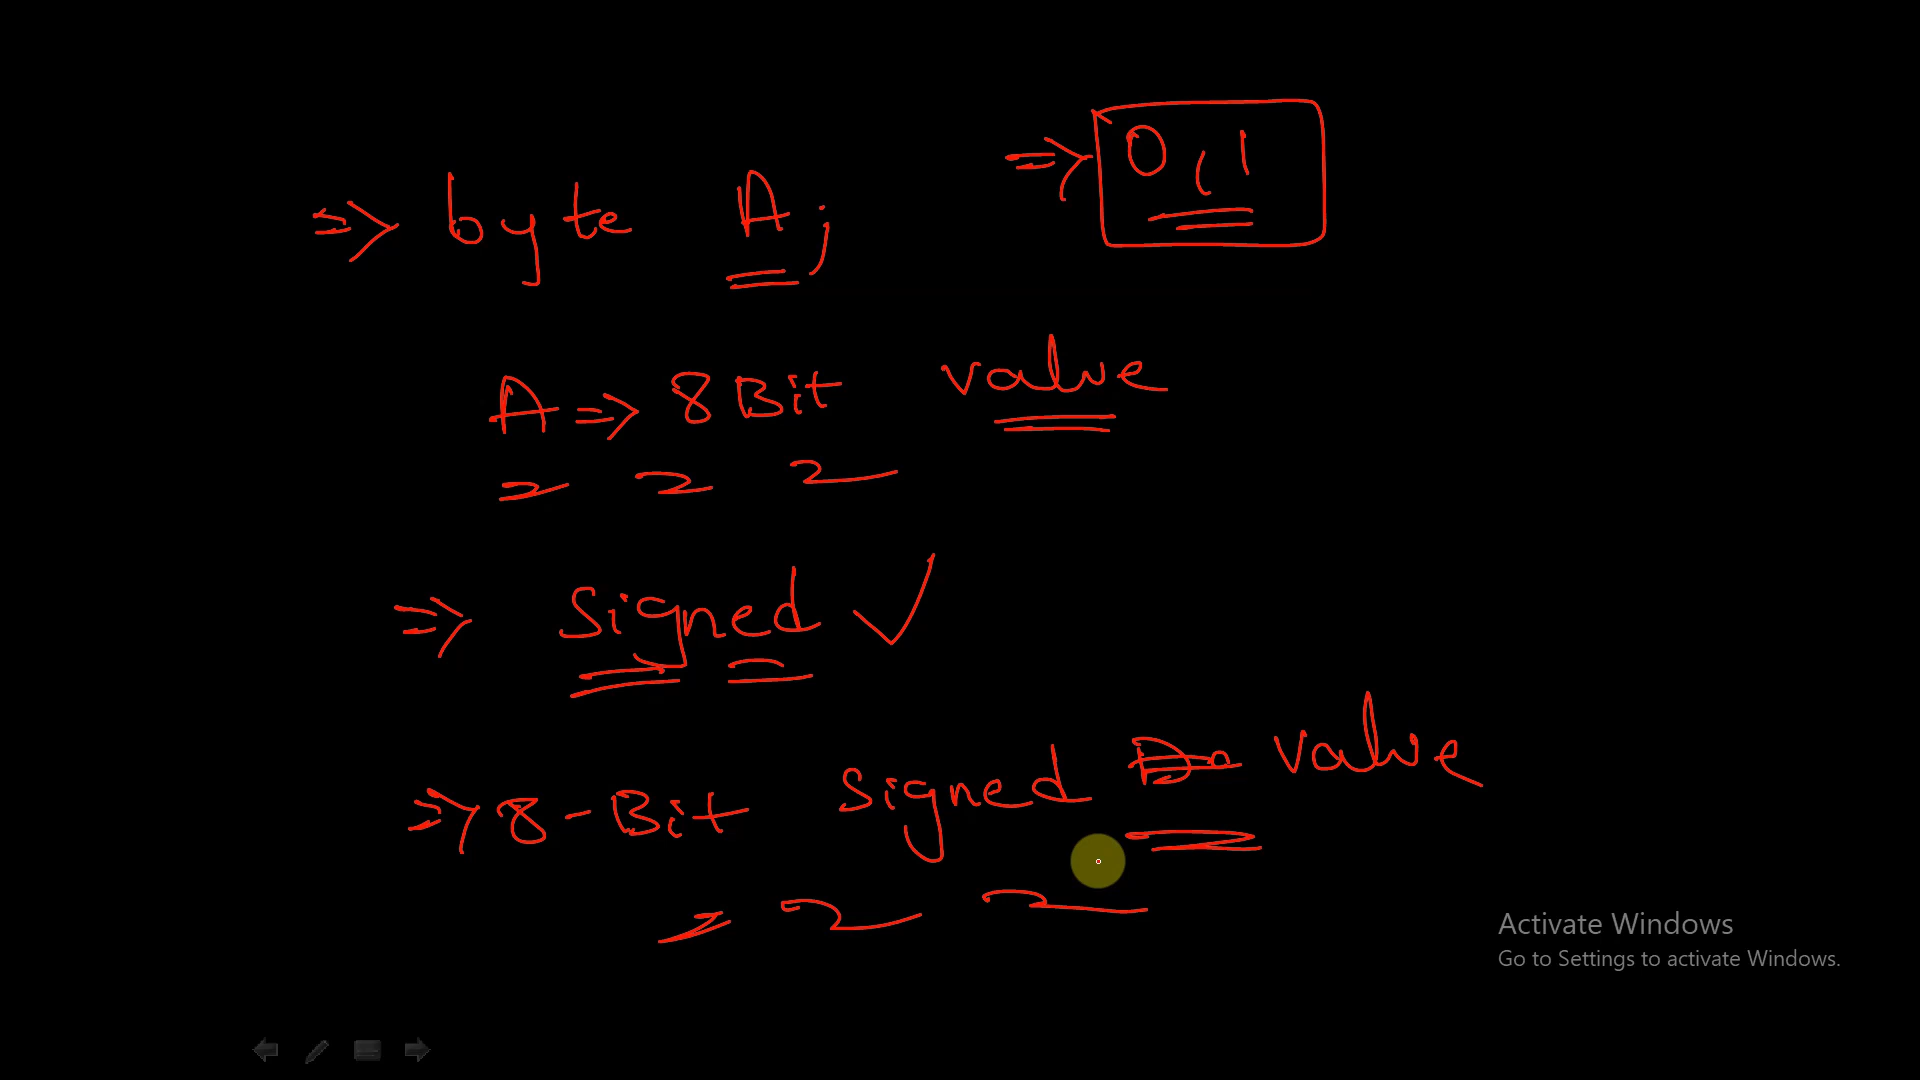 ⇒ byte A;
⇒ 0,1
A ⇒ 8 Bit value
⇒ Signed ✓
⇒ 8-Bit Signed value
Activate Windows
Go to Settings to activate Windows.